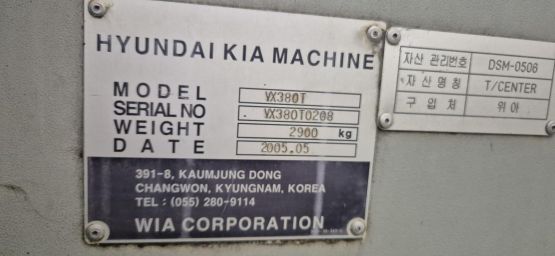 HYUNDAI KIA MACHINE
MODEL VX380T
SERIAL NO VX380T0208
WEIGHT 2900 kg
DATE 2005.05
391-8, KAUMJUNG DONG
CHANGWON, KYUNGNAM, KOREA
TEL : (055) 280-9114
WIA CORPORATION
자산 관리번호 DSM-0506
자산명칭 T/CENTER
구입처 위아